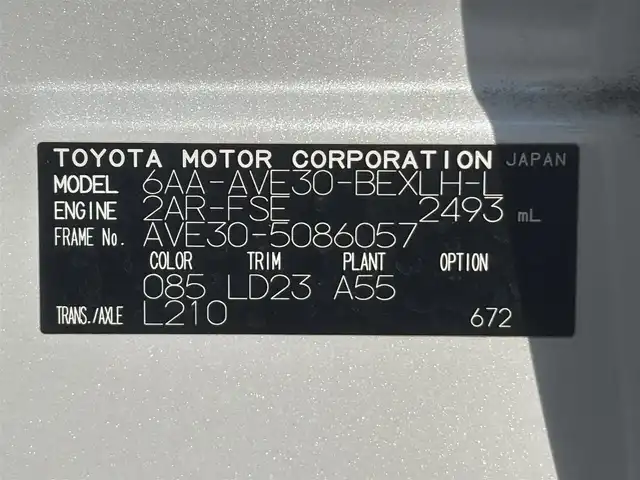 TOYOTA MOTOR CORPORATION JAPAN
MODEL 6AA-AVE30-BEXLH-L
ENGINE 2AR-FSE 2493 mL
FRAME No. AVE30-5086057
COLOR TRIM PLANT OPTION
085 LD23 A55
TRANS./AXLE L210 672